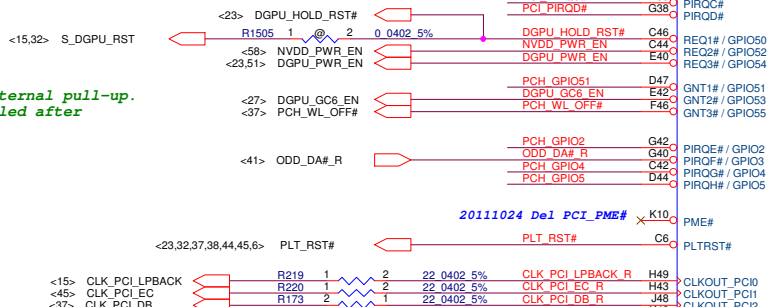 PIRQC#
PCI_PIRQD# G38 PIRQD#
<23> DGPU_HOLD_RST#
<15,32> S_DGPU_RST R1505 1 @ 2 0_0402_5% DGPU_HOLD_RST# C46 REQ1# / GPIO50
<58> NVDD_PWR_EN NVDD_PWR_EN C44 REQ2# / GPIO52
<23,51> DGPU_PWR_EN DGPU_PWR_EN E40 REQ3# / GPIO54
PCH_GPIO51 D47 GNT1# / GPIO51
ternal pull-up.
<27> DGPU_GC6_EN DGPU_GC6_EN E42 GNT2# / GPIO53
led after
<37> PCH_WL_OFF# PCH_WL_OFF# F46 GNT3# / GPIO55
PCH_GPIO2 G42 PIRQE# / GPIO2
<41> ODD_DA#_R ODD_DA#_R G40 PIRQF# / GPIO3
PCH_GPIO4 C42 PIRQG# / GPIO4
PCH_GPIO5 D44 PIRQH# / GPIO5
20111024 Del PCI_PME# K10 PME#
<23,32,37,38,44,45,6> PLT_RST# PLT_RST# C6 PLTRST#
<15> CLK_PCI_LPBACK R219 1 2 22_0402_5% CLK_PCI_LPBACK_R H49 CLKOUT_PCI0
<45> CLK_PCI_EC R220 1 2 22_0402_5% CLK_PCI_EC_R H43 CLKOUT_PCI1
<37> CLK_PCI_DB R173 2 1 22_0402_5% CLK_PCI_DB_R J48 CLKOUT_PCI2